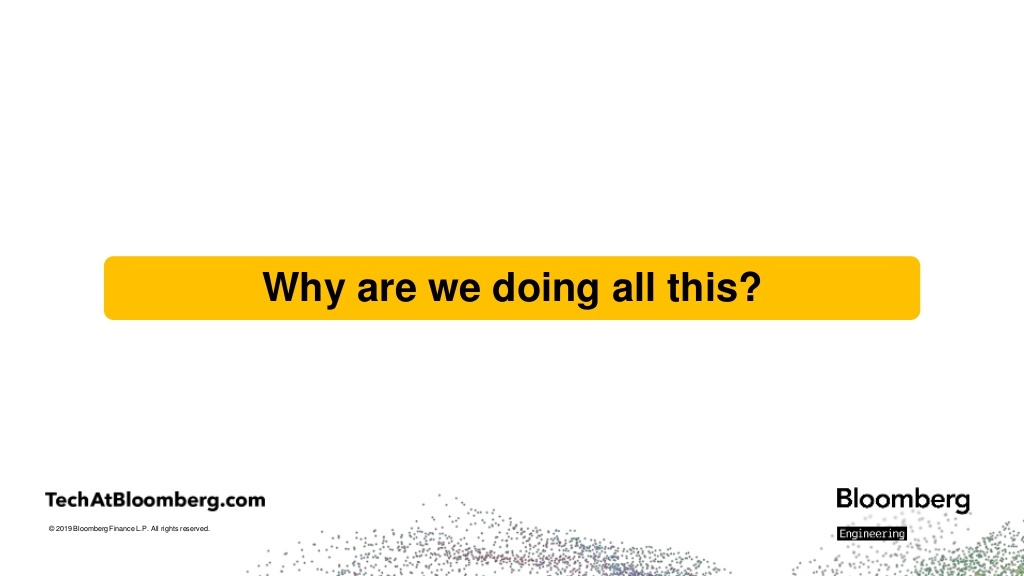 Why are we doing all this?
TechAtBloomberg.com
© 2019 Bloomberg Finance L.P. All rights reserved.
Bloomberg
Engineering